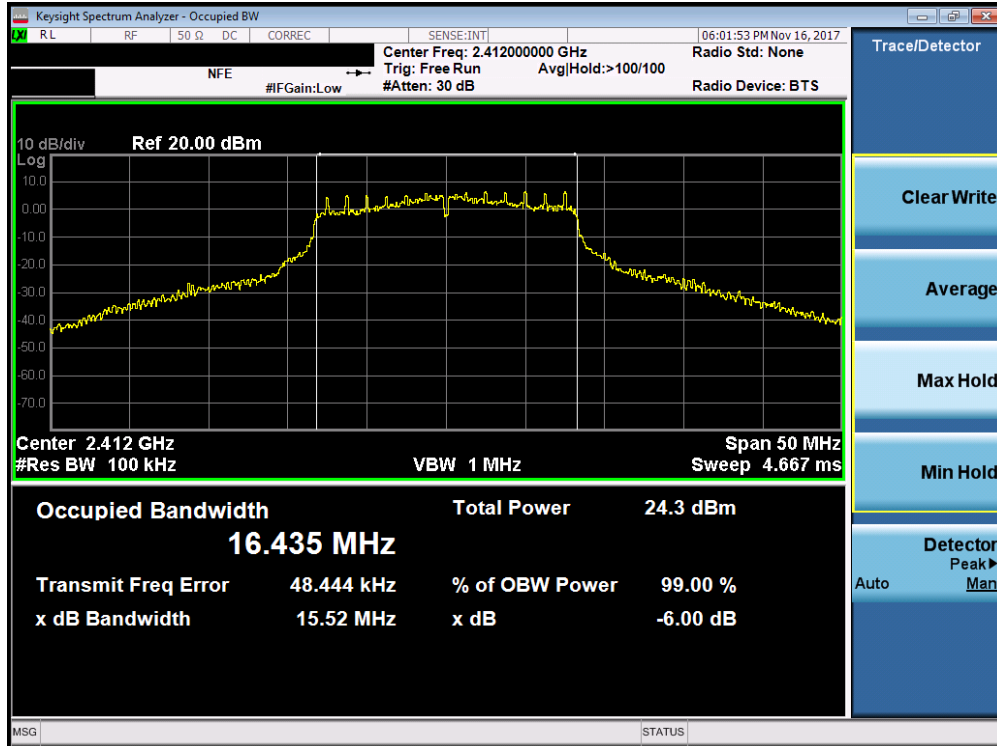 Keysight Spectrum Analyzer - Occupied BW
LXI RL RF 50 Ω DC CORREC SENSE:INT 06:01:53 PM Nov 16, 2017
Center Freq: 2.412000000 GHz Radio Std: None
NFE Trig: Free Run Avg|Hold:>100/100
#IFGain:Low #Atten: 30 dB Radio Device: BTS
10 dB/div Ref 20.00 dBm
Log
10.0
0.00
-10.0
-20.0
-30.0
-40.0
-50.0
-60.0
-70.0
Center 2.412 GHz Span 50 MHz
#Res BW 100 kHz VBW 1 MHz Sweep 4.667 ms
Occupied Bandwidth Total Power 24.3 dBm
16.435 MHz
Transmit Freq Error 48.444 kHz % of OBW Power 99.00 %
x dB Bandwidth 15.52 MHz x dB -6.00 dB
MSG STATUS
Trace/Detector
Clear Write
Average
Max Hold
Min Hold
Detector
Peak▶
Auto Man